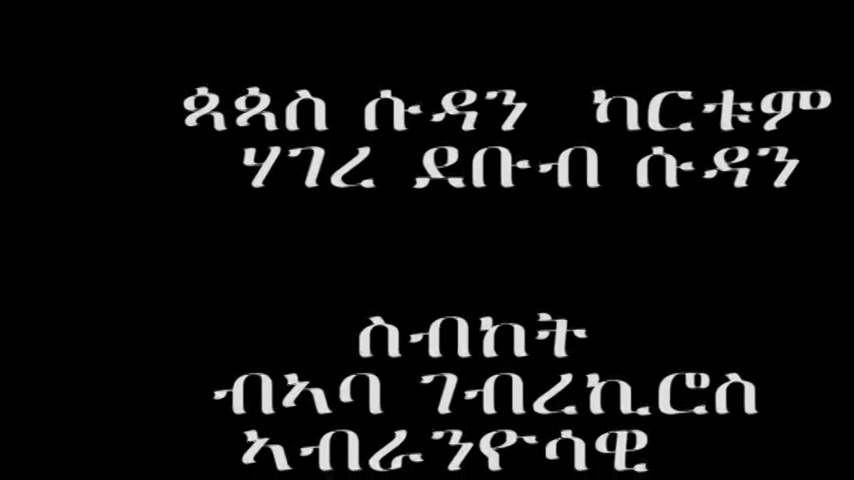 ጳጳስ ሱዳን ካርቱም
ሃገረ ደቡብ ሱዳን
ስብከት
ብኣባ ገብረኪሮስ
ኣብራንዮሳዊ